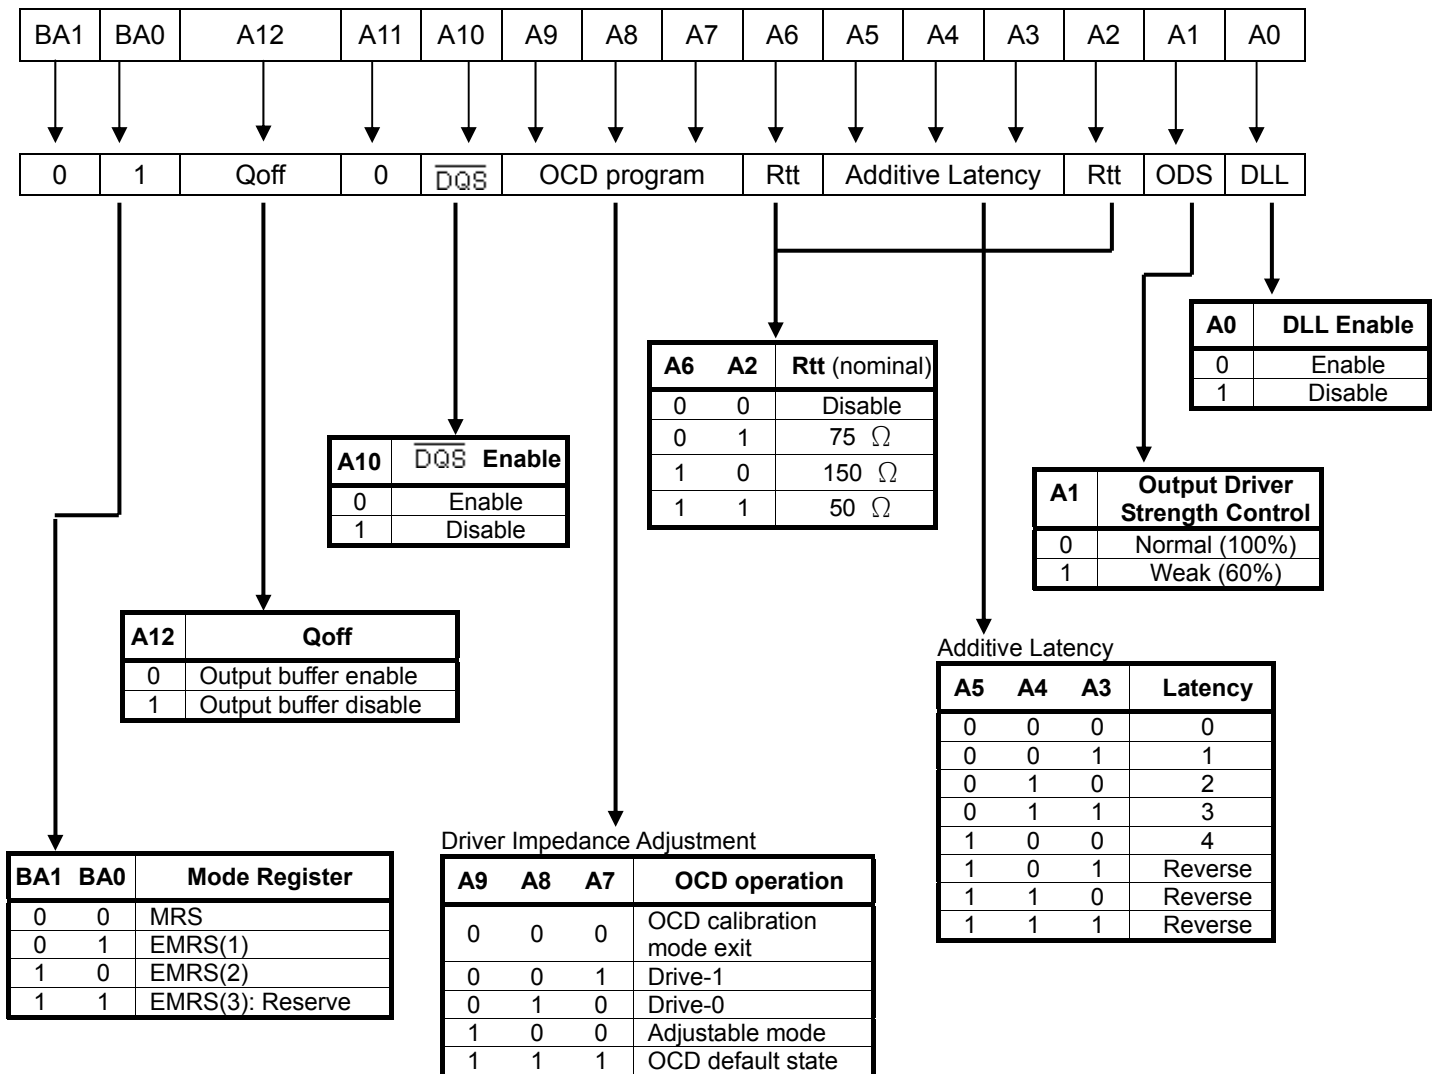 BA1 BA0 A12 A11 A10 A9 A8 A7 A6 A5 A4 A3 A2 A1 A0
0 1 Qoff 0 DQS OCD program Rtt Additive Latency Rtt ODS DLL
A0 DLL Enable
0 Enable
1 Disable
A6 A2 Rtt (nominal)
0 0 Disable
0 1 75 Ω
1 0 150 Ω
1 1 50 Ω
A10 DQS Enable
0 Enable
1 Disable
A1 Output Driver
Strength Control
0 Normal (100%)
1 Weak (60%)
A12 Qoff
0 Output buffer enable
1 Output buffer disable
Additive Latency
A5 A4 A3 Latency
0 0 0 0
0 0 1 1
0 1 0 2
0 1 1 3
1 0 0 4
1 0 1 Reverse
1 1 0 Reverse
1 1 1 Reverse
BA1 BA0 Mode Register
0 0 MRS
0 1 EMRS(1)
1 0 EMRS(2)
1 1 EMRS(3): Reserve
Driver Impedance Adjustment
A9 A8 A7 OCD operation
0 0 0 OCD calibration
mode exit
0 0 1 Drive-1
0 1 0 Drive-0
1 0 0 Adjustable mode
1 1 1 OCD default state